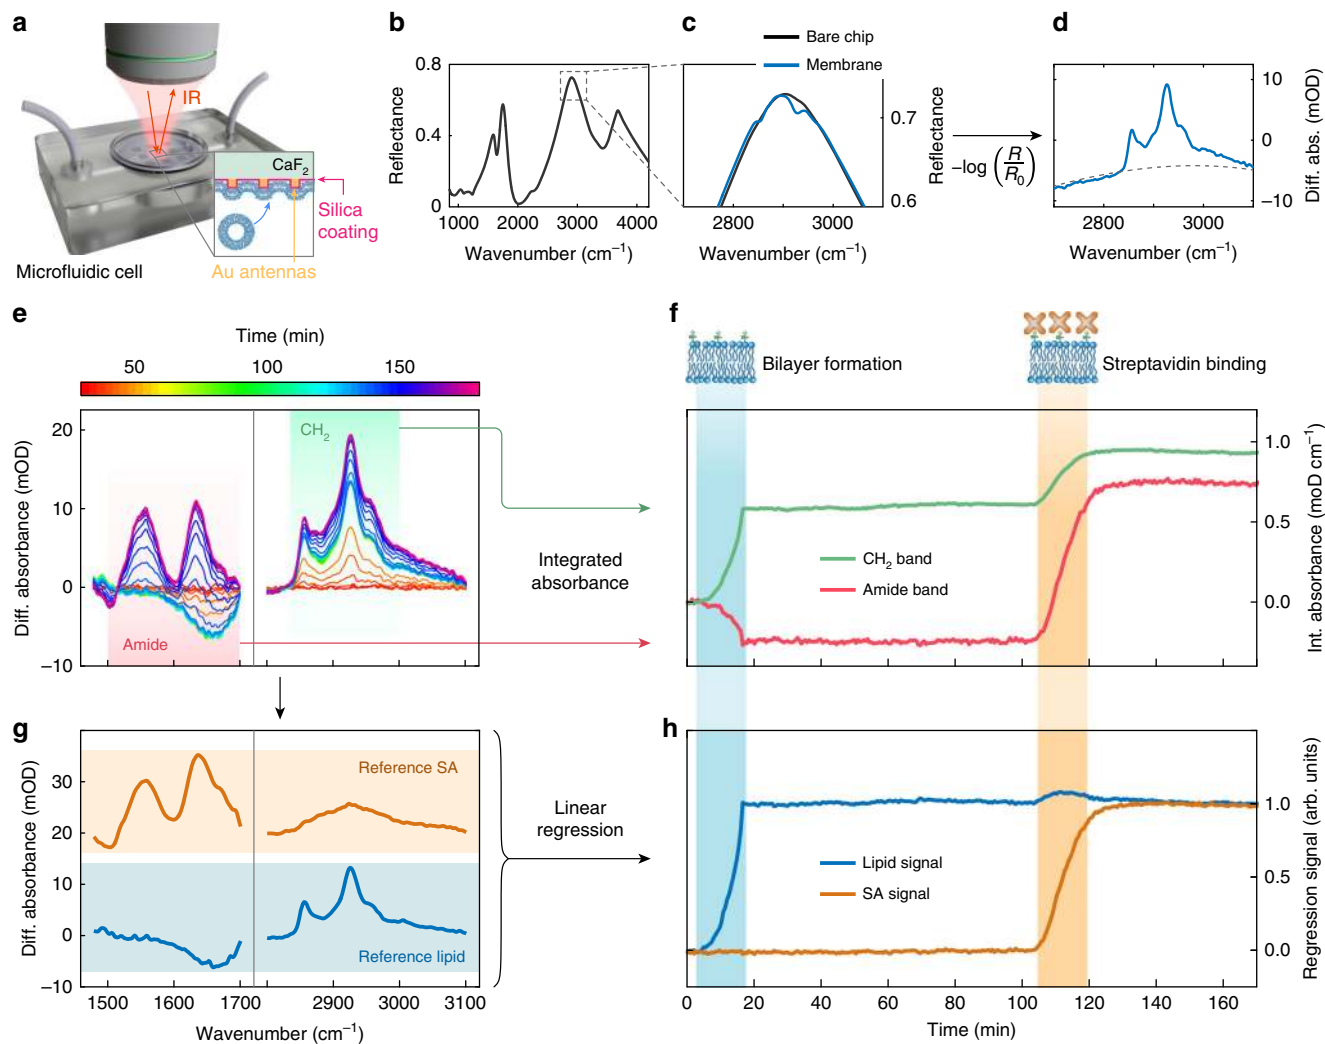 a
IR
CaF2
Silica
coating
Au antennas
Microfluidic cell
b
Reflectance
0.8
0.4
0
1000 2000 3000 4000
Wavenumber (cm−1)
c
Bare chip
Membrane
0.7
0.6
Reflectance
2800 3000
Wavenumber (cm−1)
−log (R/R0)
d
10
0
−10
Diff. abs. (mOD)
2800 3000
Wavenumber (cm−1)
e
Time (min)
50 100 150
Diff. absorbance (mOD)
20
10
0
−10
CH2
Amide
Integrated
absorbance
f
Bilayer formation
Streptavidin binding
CH2 band
Amide band
1.0
0.5
0.0
Int. absorbance (moD cm−1)
g
Diff. absorbance (mOD)
30
20
10
0
−10
Reference SA
Reference lipid
1500 1600 1700 2900 3000 3100
Wavenumber (cm−1)
Linear
regression
h
Lipid signal
SA signal
1.0
0.5
0.0
Regression signal (arb. units)
0 20 40 60 80 100 120 140 160
Time (min)